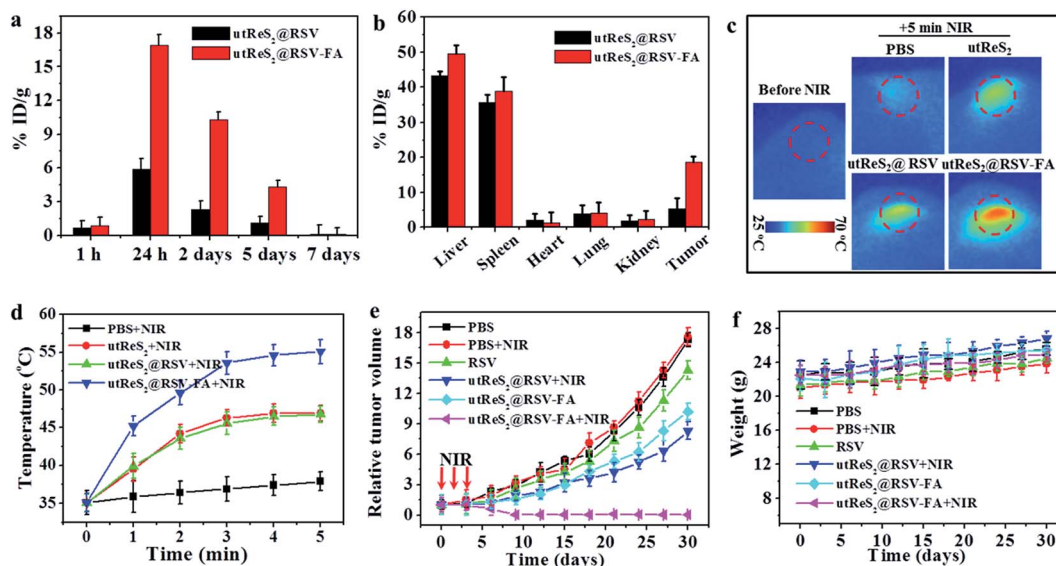 a
% ID/g
18
15
12
9
6
3
0
utReS2@RSV
utReS2@RSV-FA
1 h
24 h
2 days
5 days
7 days
b
% ID/g
60
50
40
30
20
10
0
utReS2@RSV
utReS2@RSV-FA
Liver
Spleen
Heart
Lung
Kidney
Tumor
c
+5 min NIR
PBS
utReS2
Before NIR
utReS2@ RSV
utReS2@RSV-FA
25 °C
70 °C
d
Temperature (°C)
60
55
50
45
40
35
30
PBS+NIR
utReS2+NIR
utReS2@RSV+NIR
utReS2@RSV-FA+NIR
0 1 2 3 4 5
Time (min)
e
Relative tumor volume
18
15
12
9
6
3
0
PBS
PBS+NIR
RSV
utReS2@RSV+NIR
utReS2@RSV-FA
utReS2@RSV-FA+NIR
NIR
0 5 10 15 20 25 30
Time (days)
f
Weight (g)
28
24
20
16
12
8
PBS
PBS+NIR
RSV
utReS2@RSV+NIR
utReS2@RSV-FA
utReS2@RSV-FA+NIR
0 5 10 15 20 25 30
Time (days)